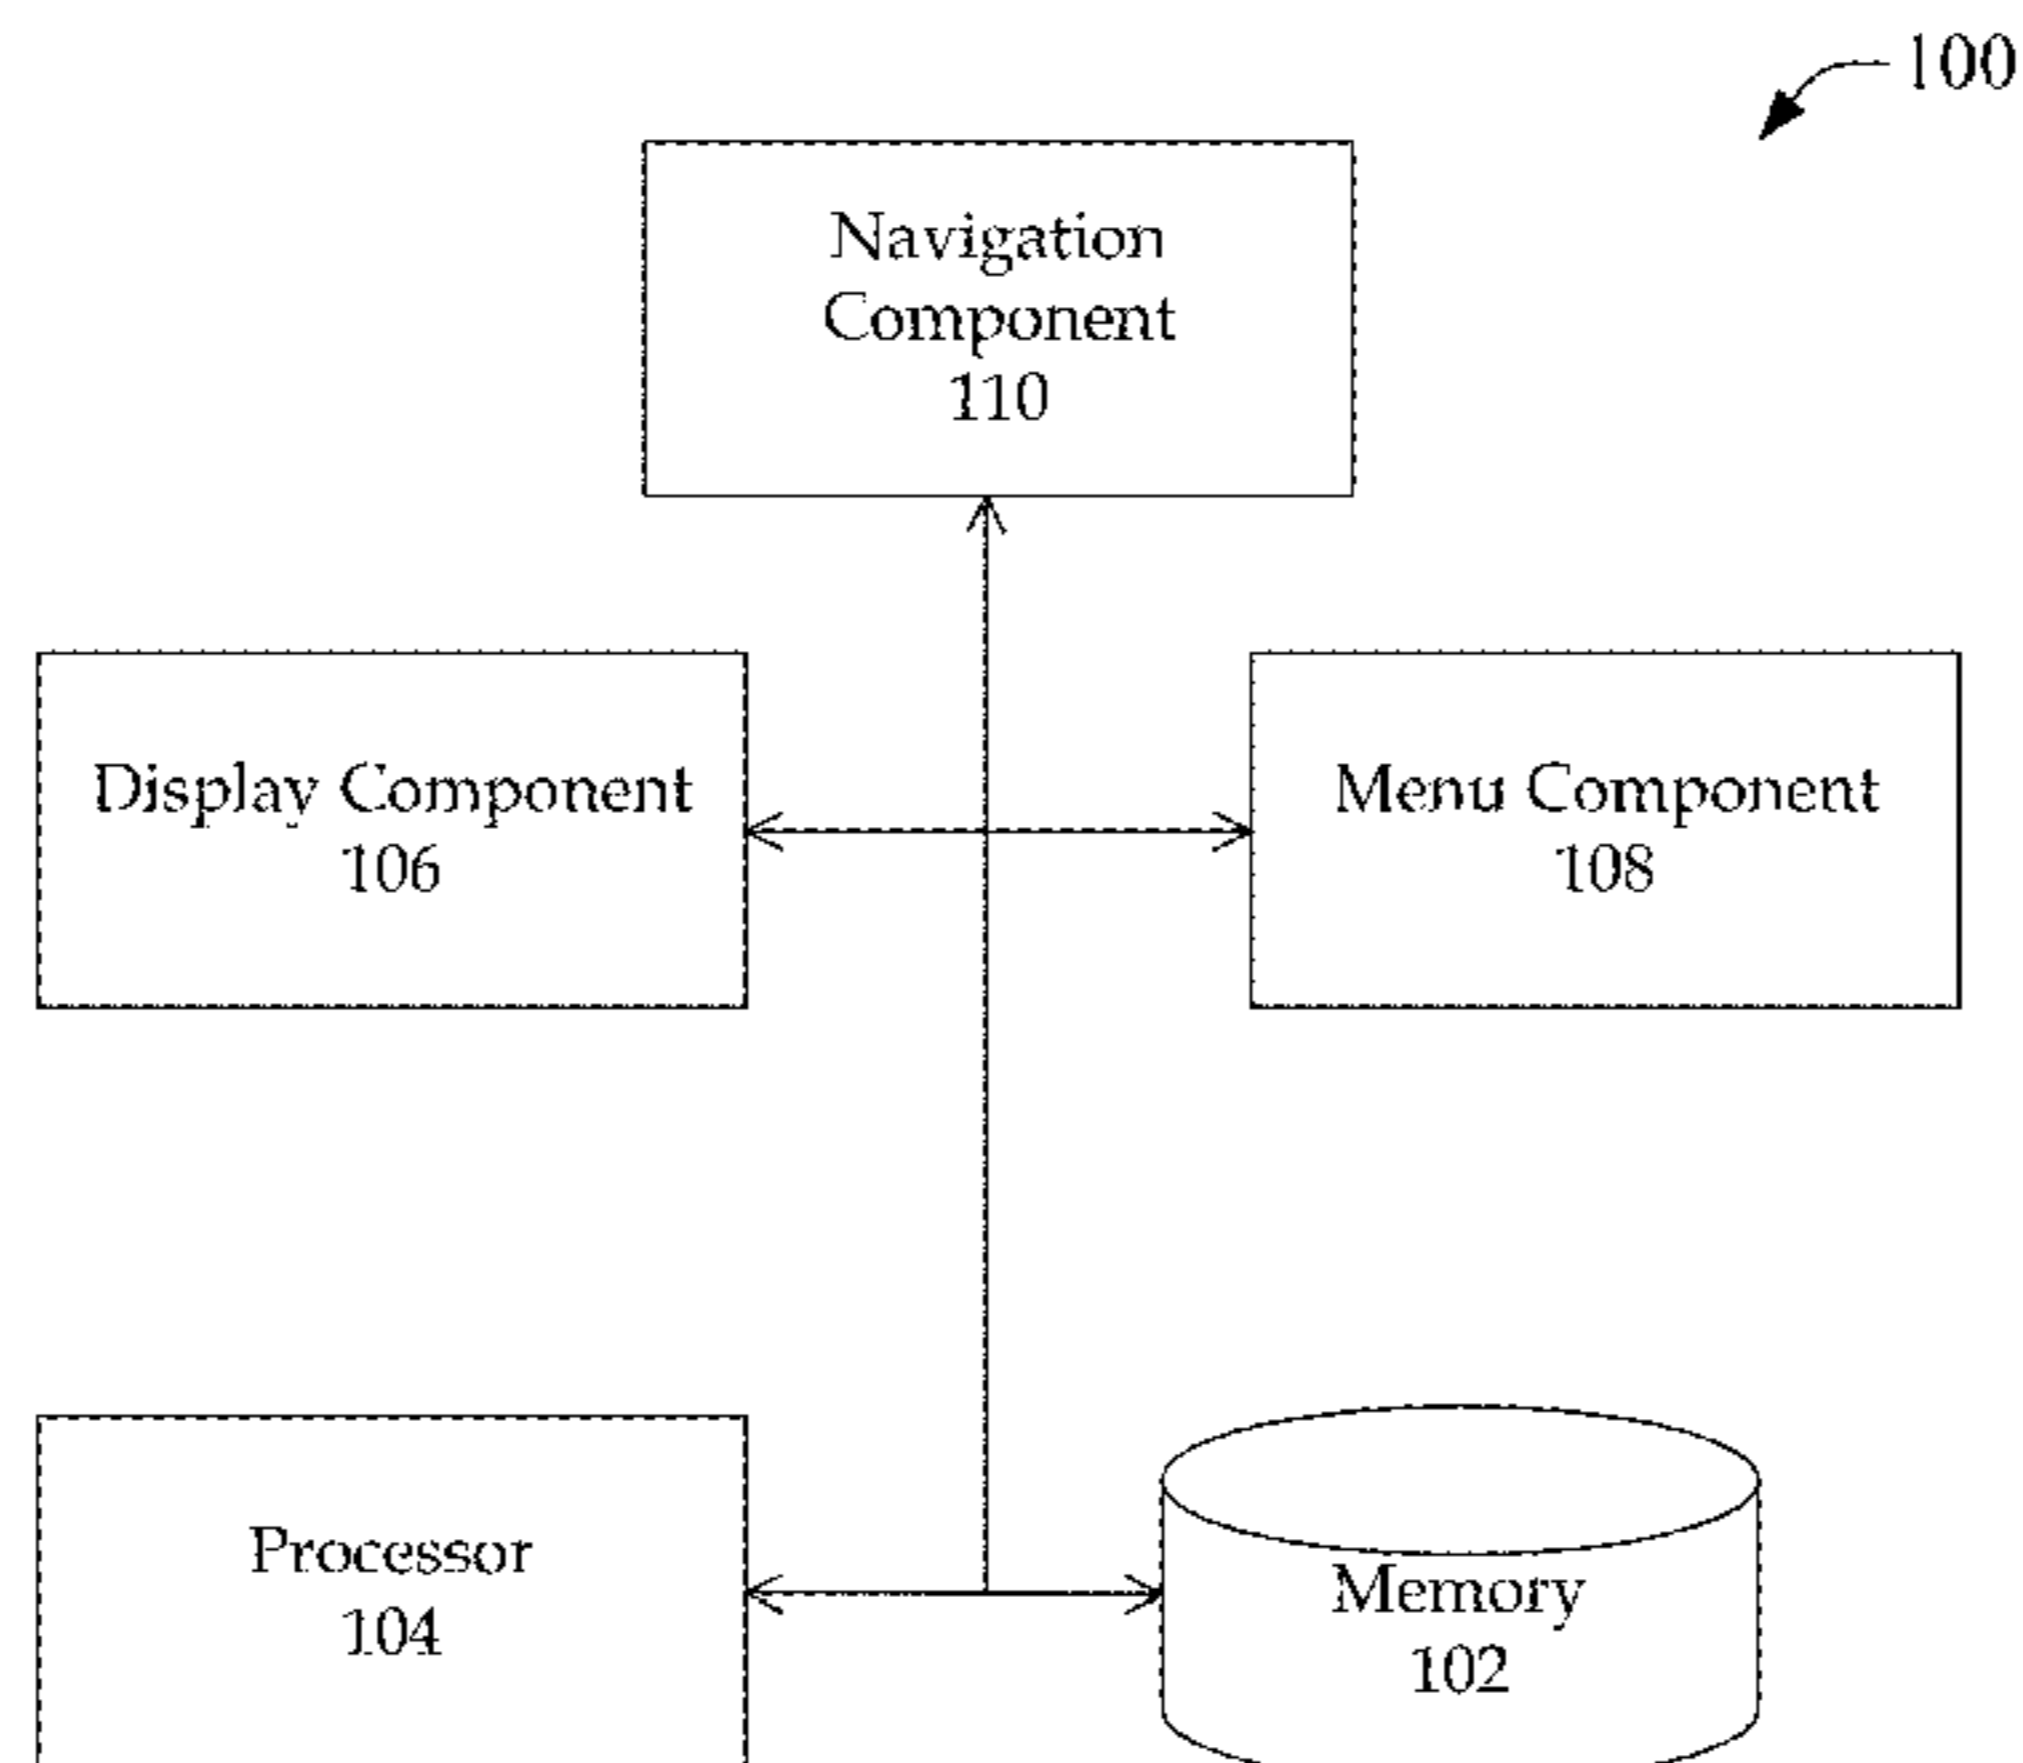 100
Navigation
Component
110
Display Component
106
Menu Component
108
Processor
104
Memory
102